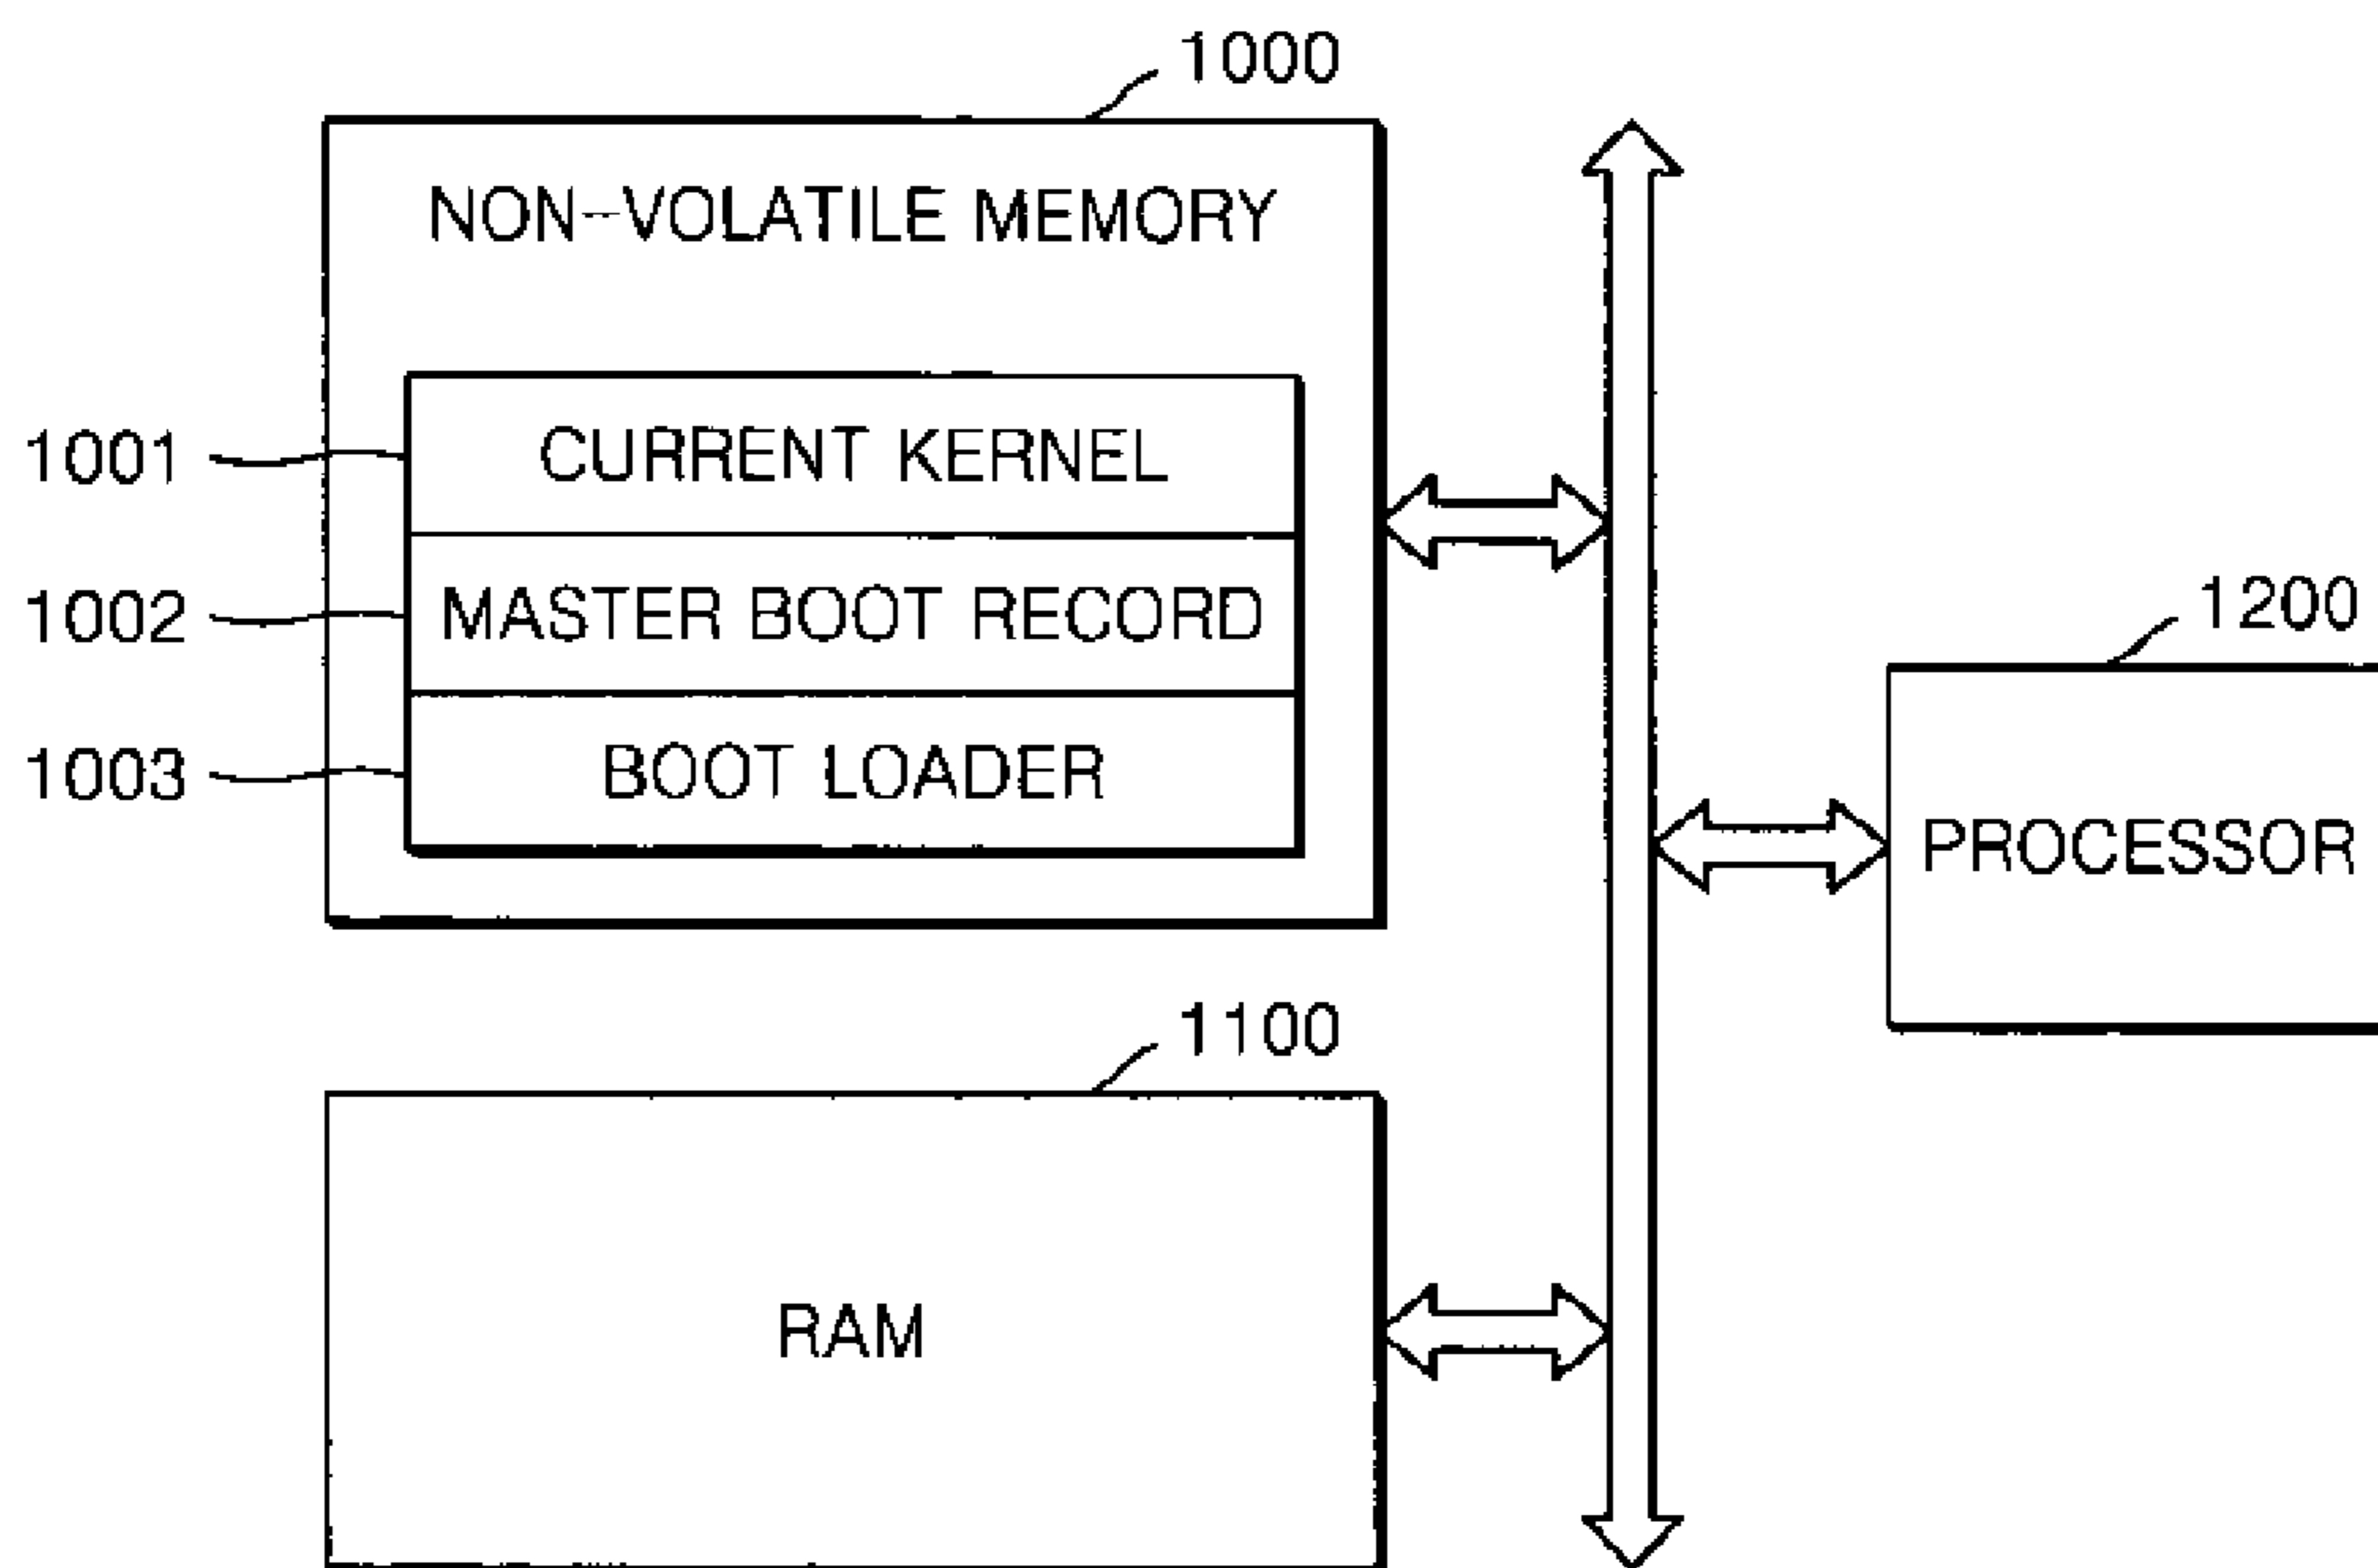 1000
NON-VOLATILE MEMORY
1001
CURRENT KERNEL
1002
MASTER BOOT RECORD
1003
BOOT LOADER
1200
PROCESSOR
1100
RAM